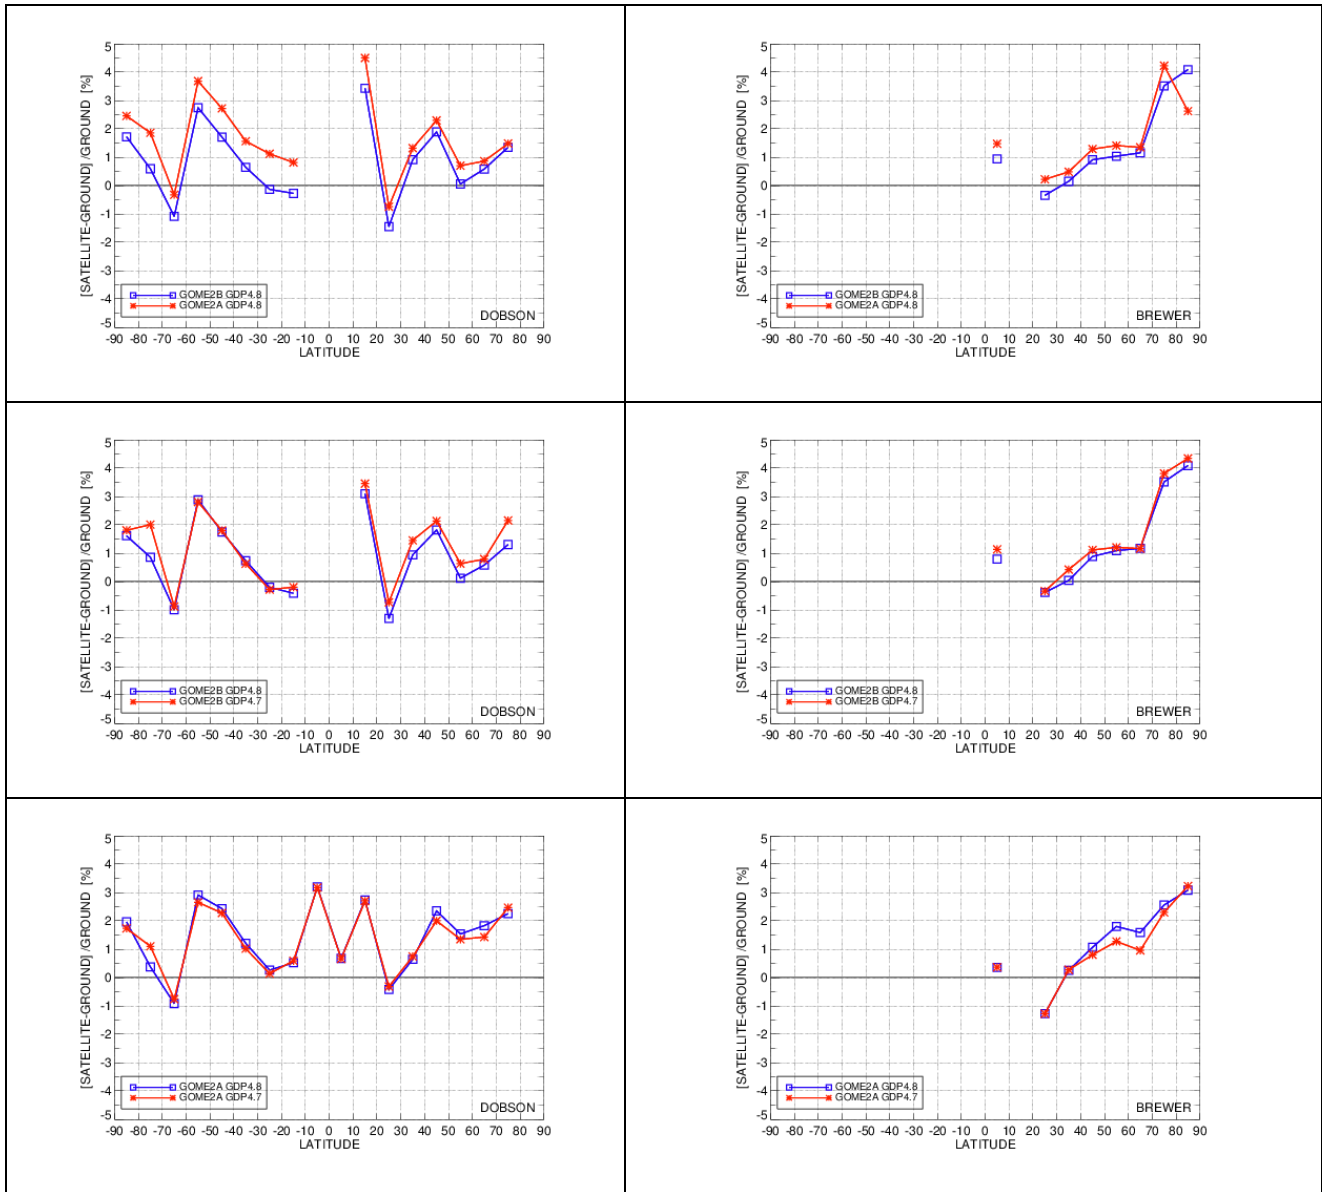 [SATELLITE-GROUND] /GROUND [%]
5
4
3
2
1
0
-1
-2
-3
-4
-5
GOME2B GDP4.8
GOME2A GDP4.8
DOBSON
-90 -80 -70 -60 -50 -40 -30 -20 -10 0 10 20 30 40 50 60 70 80 90
LATITUDE
[SATELLITE-GROUND] /GROUND [%]
5
4
3
2
1
0
-1
-2
-3
-4
-5
GOME2B GDP4.8
GOME2A GDP4.8
BREWER
-90 -80 -70 -60 -50 -40 -30 -20 -10 0 10 20 30 40 50 60 70 80 90
LATITUDE
[SATELLITE-GROUND] /GROUND [%]
5
4
3
2
1
0
-1
-2
-3
-4
-5
GOME2B GDP4.8
GOME2B GDP4.7
DOBSON
-90 -80 -70 -60 -50 -40 -30 -20 -10 0 10 20 30 40 50 60 70 80 90
LATITUDE
[SATELLITE-GROUND] /GROUND [%]
5
4
3
2
1
0
-1
-2
-3
-4
-5
GOME2B GDP4.8
GOME2B GDP4.7
BREWER
-90 -80 -70 -60 -50 -40 -30 -20 -10 0 10 20 30 40 50 60 70 80 90
LATITUDE
[SATELLITE-GROUND] /GROUND [%]
5
4
3
2
1
0
-1
-2
-3
-4
-5
GOME2A GDP4.8
GOME2A GDP4.7
DOBSON
-90 -80 -70 -60 -50 -40 -30 -20 -10 0 10 20 30 40 50 60 70 80 90
LATITUDE
[SATELLITE-GROUND] /GROUND [%]
5
4
3
2
1
0
-1
-2
-3
-4
-5
GOME2A GDP4.8
GOME2A GDP4.7
BREWER
-90 -80 -70 -60 -50 -40 -30 -20 -10 0 10 20 30 40 50 60 70 80 90
LATITUDE